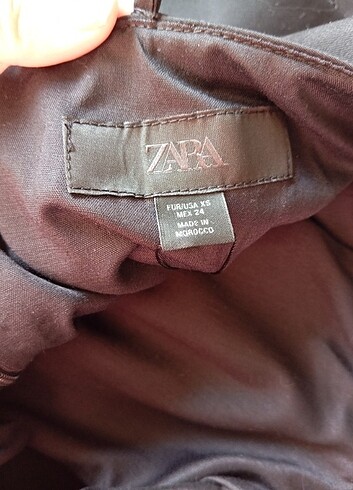 ZARA
EUR/USA XS
MEX 24
MADE IN
MOROCCO